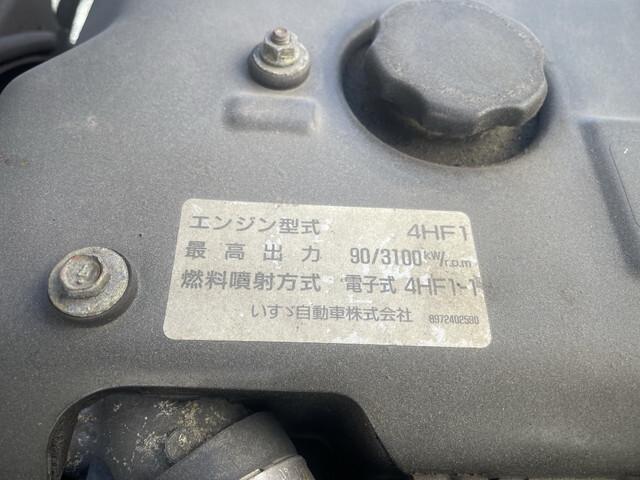 エンジン型式 4HF1
最高出力 90/3100kW/r.p.m
燃料噴射方式 電子式 4HF1-1
いすゞ自動車株式会社 8972402580